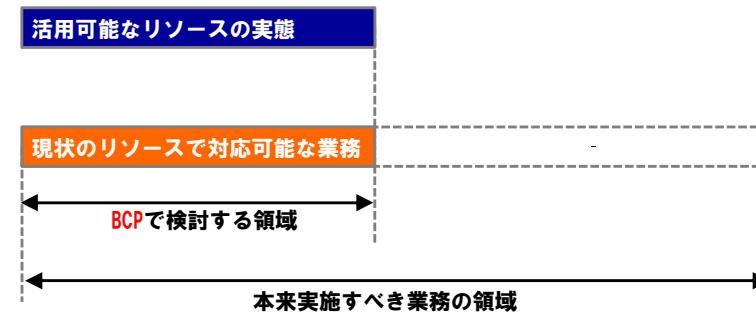 活用可能なリソースの実態
現状のリソースで対応可能な業務
-
BCPで検討する領域
本来実施すべき業務の領域